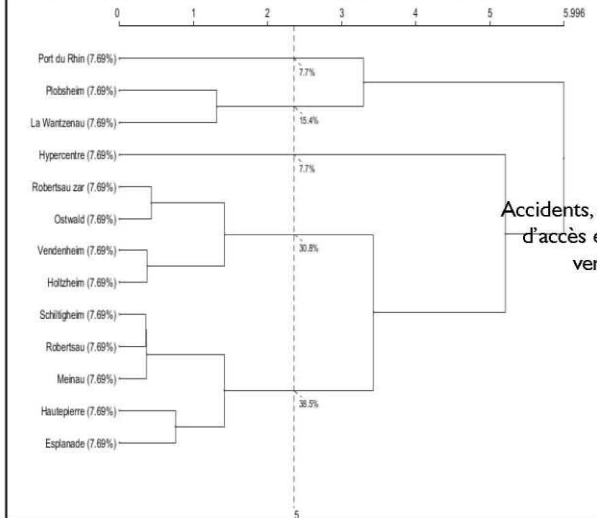 0 1 2 3 4 5 5.996
Port du Rhin (7.69%)
7.7%
Plobsheim (7.69%)
15.4%
La Wantzenau (7.69%)
Hypercentre (7.69%)
7.7%
Robertsau zar (7.69%)
Accidents,
Ostwald (7.69%)
d'accès e
30.8%
Vendenheim (7.69%)
ver
Holtzheim (7.69%)
Schiltigheim (7.69%)
Robertsau (7.69%)
Meinau (7.69%)
38.5%
Hautepierre (7.69%)
Esplanade (7.69%)
5